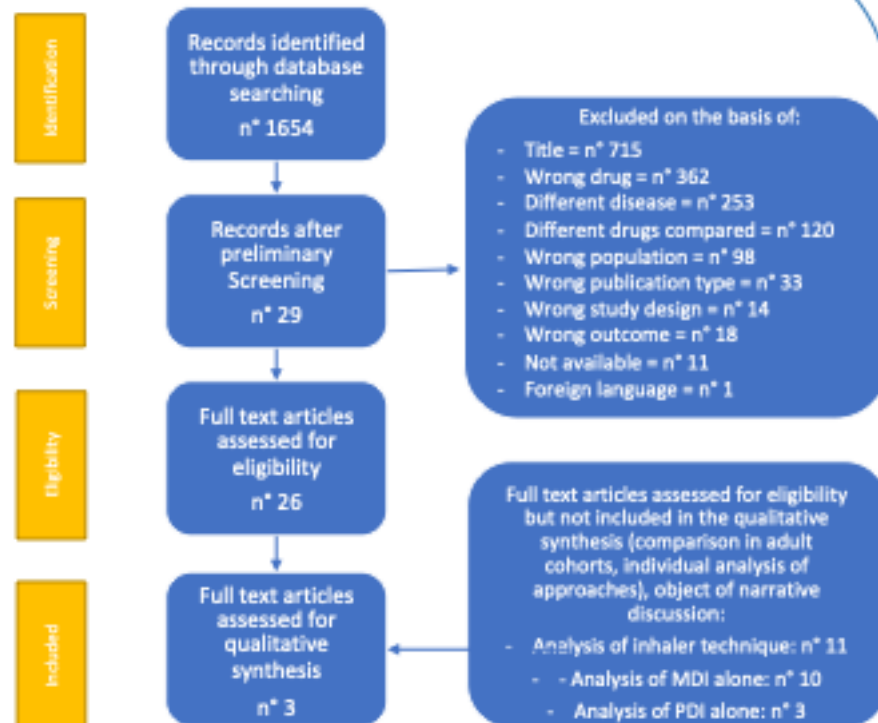 Identification
Records identified
through database
searching
n° 1654
Excluded on the basis of:
- Title = n° 715
- Wrong drug = n° 362
- Different disease = n° 253
- Different drugs compared = n° 120
- Wrong population = n° 98
- Wrong publication type = n° 33
- Wrong study design = n° 14
- Wrong outcome = n° 18
- Not available = n° 11
- Foreign language = n° 1
Screening
Records after
preliminary
Screening
n° 29
Eligibility
Full text articles
assessed for
eligibility
n° 26
Full text articles assessed for eligibility
but not included in the qualitative
synthesis (comparison in adult
cohorts, individual analysis of
approaches), object of narrative
discussion:
- Analysis of inhaler technique: n° 11
- - Analysis of MDI alone: n° 10
- Analysis of PDI alone: n° 3
Included
Full text articles
assessed for
qualitative
synthesis
n° 3